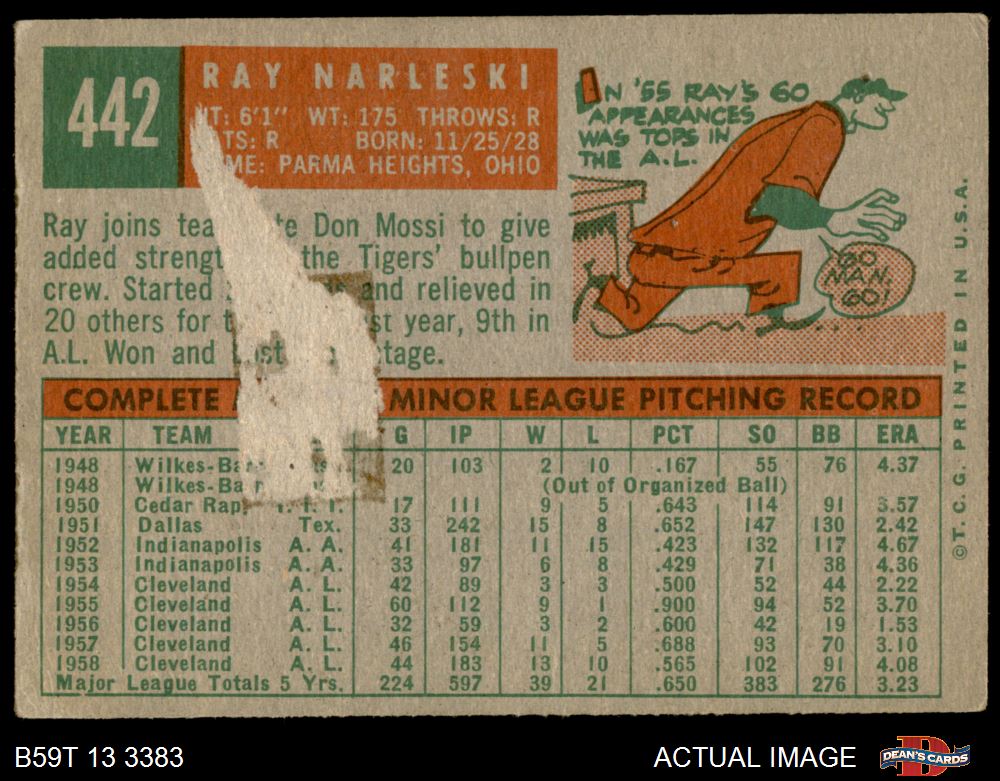 442
RAY NARLESKI
HT: 6'1" WT: 175 THROWS: R
TS: R BORN: 11/25/28
ME: PARMA HEIGHTS, OHIO
IN '55 RAY'S 60
APPEARANCES
WAS TOPS IN
THE A.L.
GO
MAN,
GO!
Ray joins tea te Don Mossi to give
added strengt the Tigers' bullpen
crew. Started and relieved in
20 others for t st year, 9th in
A.L. Won and tage.
COMPLETE MINOR LEAGUE PITCHING RECORD
YEAR TEAM G IP W L PCT SO BB ERA
1948 Wilkes-Bar 20 103 2 10 .167 55 76 4.37
1948 Wilkes-Bar (Out of Organized Ball)
1950 Cedar Rap 17 111 9 5 .643 114 91 3.57
1951 Dallas Tex. 33 242 15 8 .652 147 130 2.42
1952 Indianapolis A. A. 41 181 11 15 .423 132 117 4.67
1953 Indianapolis A. A. 33 97 6 8 .429 71 38 4.36
1954 Cleveland A. L. 42 89 3 3 .500 52 44 2.22
1955 Cleveland A. L. 60 112 9 1 .900 94 52 3.70
1956 Cleveland A. L. 32 59 3 2 .600 42 19 1.53
1957 Cleveland A. L. 46 154 11 5 .688 93 70 3.10
1958 Cleveland A. L. 44 183 13 10 .565 102 91 4.08
Major League Totals 5 Yrs. 224 597 39 21 .650 383 276 3.23
©T. C. G. PRINTED IN U.S.A.
B59T 13 3383
ACTUAL IMAGE
DEAN'S CARDS